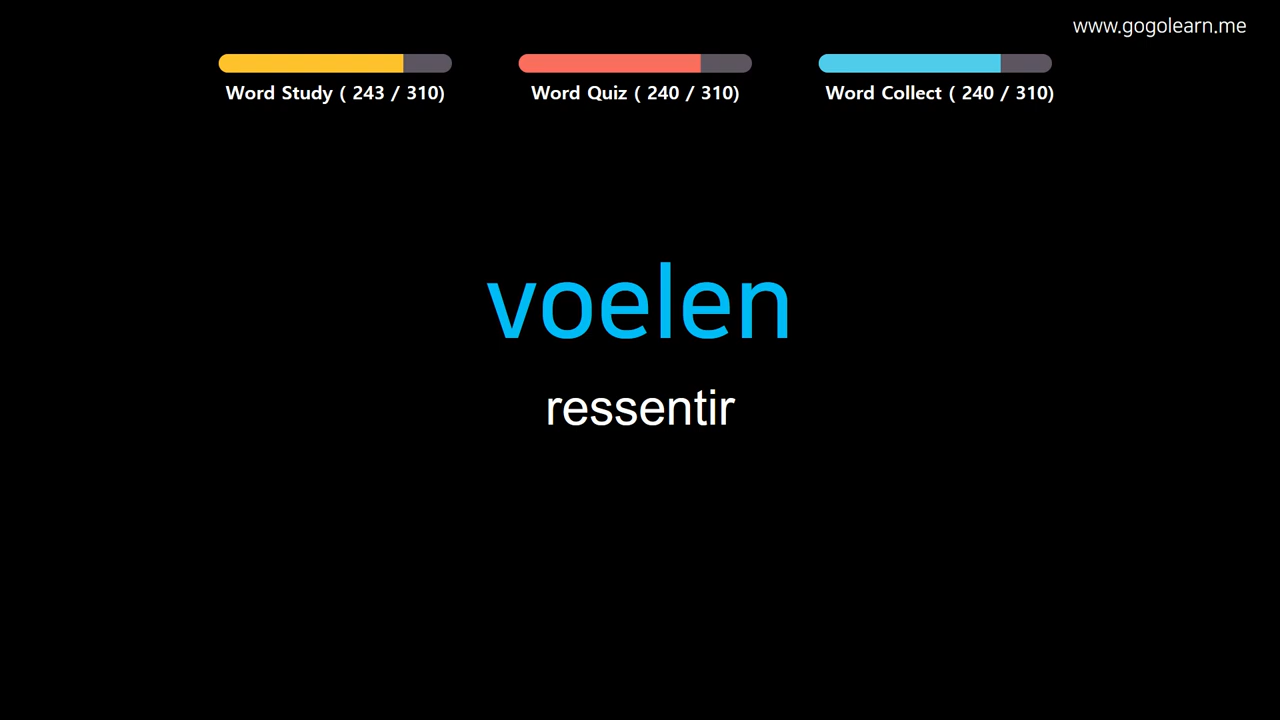 www.gogolearn.me
Word Study ( 243 / 310)
Word Quiz ( 240 / 310)
Word Collect ( 240 / 310)
voelen
ressentir